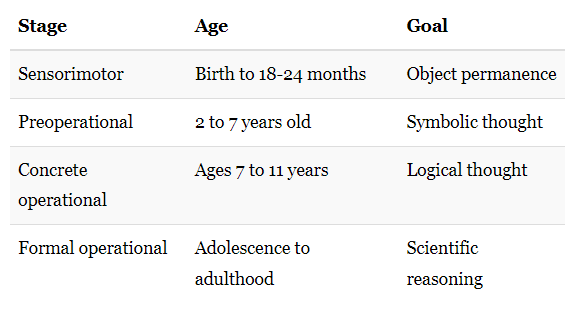 Stage Age Goal
Sensorimotor Birth to 18-24 months Object permanence
Preoperational 2 to 7 years old Symbolic thought
Concrete operational Ages 7 to 11 years Logical thought
Formal operational Adolescence to adulthood Scientific reasoning